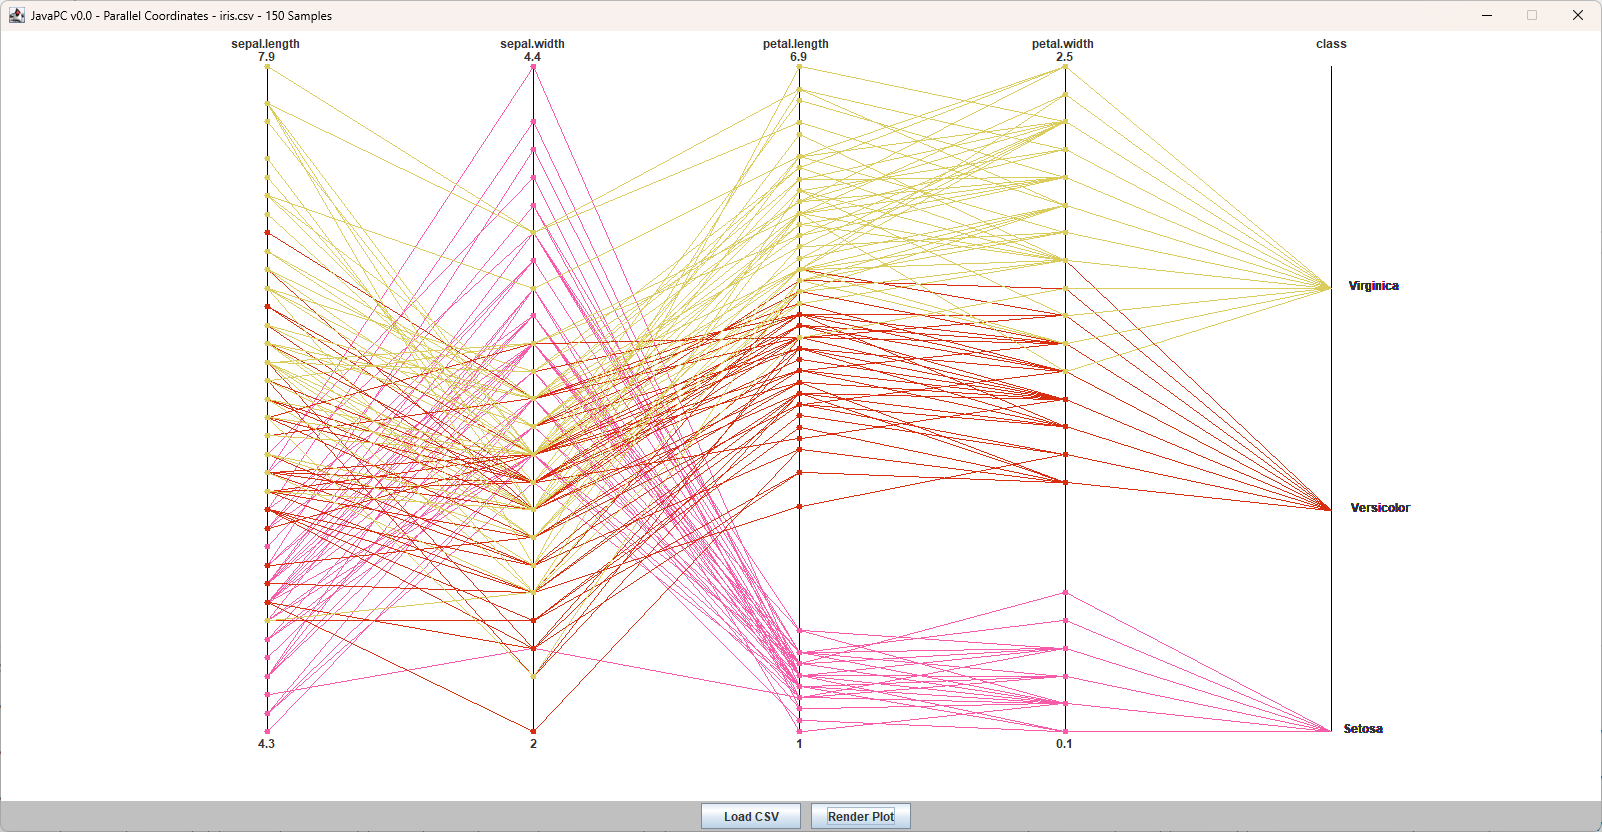 JavaPC v0.0 - Parallel Coordinates - iris.csv - 150 Samples
sepal.length sepal.width petal.length petal.width class
7.9 4.4 6.9 2.5
Virginica
Versicolor
Setosa
4.3 2 1 0.1
Load CSV Render Plot